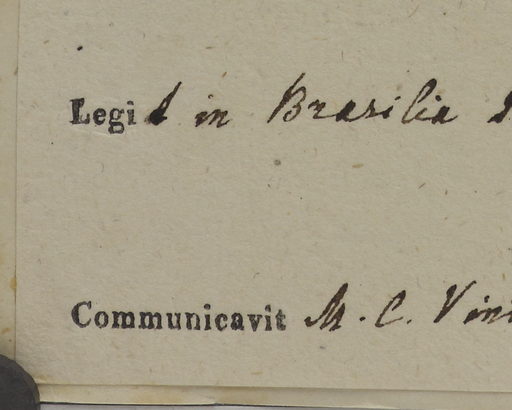 Legit in Brasilia
Communicavit M. C.